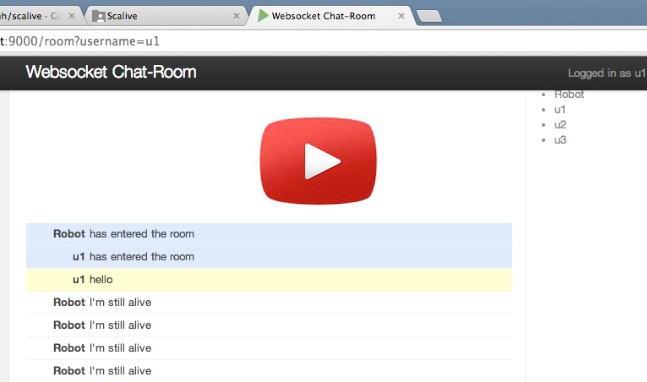 h/scalive - Git
Scalive
Websocket Chat-Room
t:9000/room?username=u1
Websocket Chat-Room
Logged in as u1
Robot
u1
u2
u3
Robot has entered the room
u1 has entered the room
u1 hello
Robot I'm still alive
Robot I'm still alive
Robot I'm still alive
Robot I'm still alive